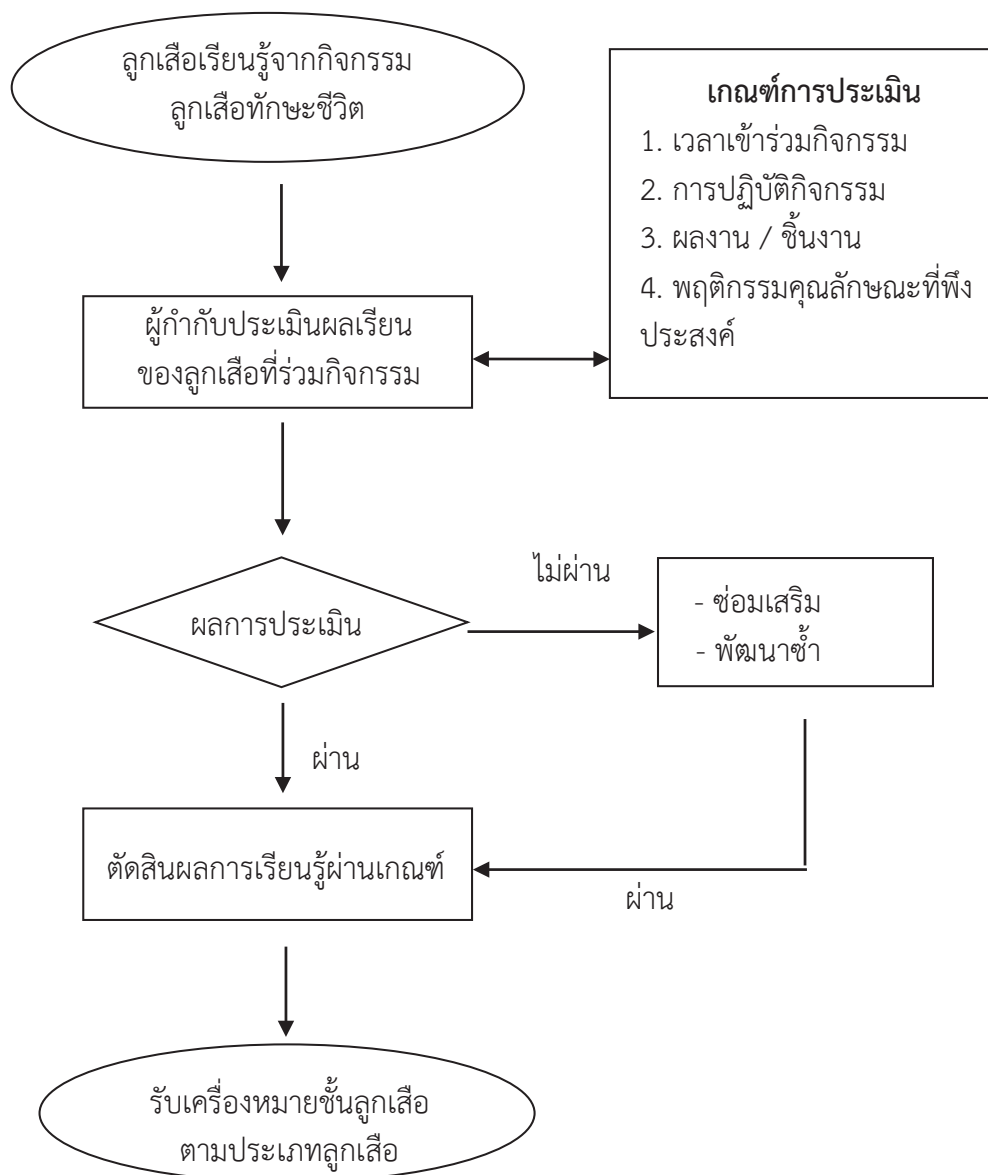 ลูกเสือเรียนรู้จากกิจกรรม
ลูกเสือทักษะชีวิต
เกณฑ์การประเมิน
1. เวลาเข้าร่วมกิจกรรม
2. การปฏิบัติกิจกรรม
3. ผลงาน / ชิ้นงาน
4. พฤติกรรมคุณลักษณะที่พึง
ประสงค์
ผู้กำกับประเมินผลเรียน
ของลูกเสือที่ร่วมกิจกรรม
ผลการประเมิน
ไม่ผ่าน
- ซ่อมเสริม
- พัฒนาซ้ำ
ผ่าน
ตัดสินผลการเรียนรู้ผ่านเกณฑ์
ผ่าน
รับเครื่องหมายชั้นลูกเสือ
ตามประเภทลูกเสือ